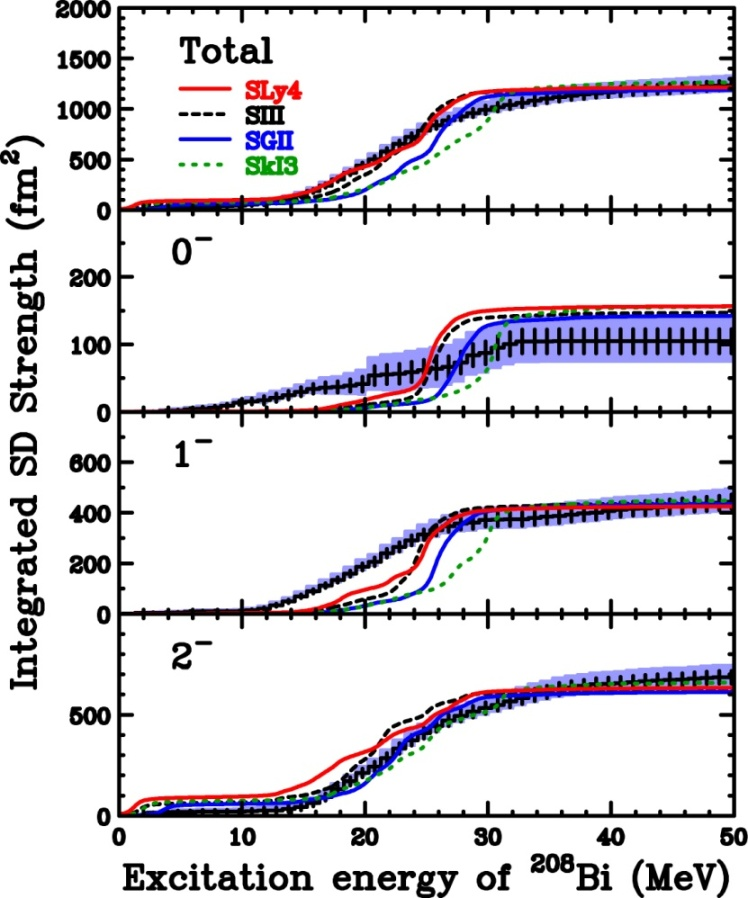 2000
1500
1000
500
0
Total
SLy4
SIII
SGII
SkI3
0⁻
200
100
0
1⁻
600
400
200
0
2⁻
500
0
0 10 20 30 40 50
Integrated SD Strength (fm²)
Excitation energy of ²⁰⁸Bi (MeV)